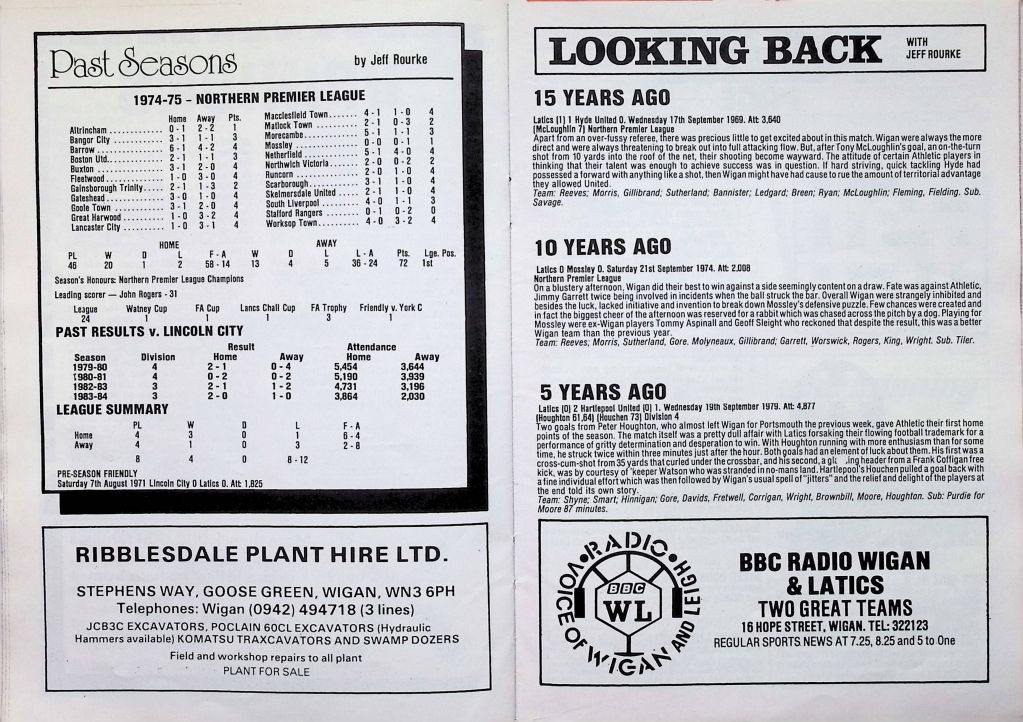 Past Seasons
by Jeff Rourke
1974-75 - NORTHERN PREMIER LEAGUE
Home Away Pts.
Altrincham ............ 0-1 2-2 1
Bangor City ............ 3-1 1-1 3
Barrow ................ 6-1 4-2 4
Boston Utd............. 2-1 1-1 3
Buxton ................ 3-1 2-0 4
Fleetwood ............. 1-0 3-0 4
Gainsborough Trinity..... 2-1 1-3 2
Gateshead ............. 3-0 1-0 4
Goole Town ............ 3-1 2-0 4
Great Harwood ......... 1-0 3-2 4
Lancaster City ......... 1-0 3-1 4
Macclesfield Town....... 4-1 1-0 4
Matlock Town .......... 2-1 0-3 2
Morecambe............. 5-1 1-1 3
Mossley ............... 0-0 0-1 1
Netherfield ............. 5-1 4-0 4
Northwich Victoria....... 2-0 0-2 2
Runcorn ............... 2-0 1-0 4
Scarborough............ 3-1 1-0 4
Skelmersdale United ..... 2-1 1-0 4
South Liverpool ......... 4-0 1-1 3
Stafford Rangers ........ 0-1 0-2 0
Worksop Town.......... 4-0 3-2 4
HOME AWAY
PL W D L F-A W D L L-A Pts. Lge. Pos.
46 20 1 2 58-14 13 4 5 36-24 72 1st
Season's Honours: Northern Premier League Champions
Leading scorer — John Rogers - 31
League Watney Cup FA Cup Lancs Chall Cup FA Trophy Friendly v. York C
24 1 1 1 3 1
PAST RESULTS v. LINCOLN CITY
Result Attendance
Season Division Home Away Home Away
1979-80 4 2-1 0-4 5,454 3,644
1980-81 4 0-2 0-2 5,190 3,939
1982-83 3 2-1 1-2 4,731 3,196
1983-84 3 2-0 1-0 3,864 2,030
LEAGUE SUMMARY
PL W D L F-A
Home 4 3 0 1 6-4
Away 4 1 0 3 2-8
8 4 0 8-12
PRE-SEASON FRIENDLY
Saturday 7th August 1971 Lincoln City 0 Latics 0. Att: 1,825
RIBBLESDALE PLANT HIRE LTD.
STEPHENS WAY, GOOSE GREEN, WIGAN, WN3 6PH
Telephones: Wigan (0942) 494718 (3 lines)
JCB3C EXCAVATORS, POCLAIN 60CL EXCAVATORS (Hydraulic
Hammers available) KOMATSU TRAXCAVATORS AND SWAMP DOZERS
Field and workshop repairs to all plant
PLANT FOR SALE
LOOKING BACK
WITH
JEFF ROURKE
15 YEARS AGO
Latics (1) 1 Hyde United 0. Wednesday 17th September 1969. Att: 3,640
(McLoughlin 7) Northern Premier League
Apart from an over-fussy referee, there was precious little to get excited about in this match. Wigan were always the more
direct and were always threatening to break out into full attacking flow. But, after Tony McLoughlin's goal, an on-the-turn
shot from 10 yards into the roof of the net, their shooting become wayward. The attitude of certain Athletic players in
thinking that their talent was enough to achieve success was in question. If hard striving, quick tackling Hyde had
possessed a forward with anything like a shot, then Wigan might have had cause to rue the amount of territorial advantage
they allowed United.
Team: Reeves; Morris, Gillibrand; Sutherland; Bannister; Ledgard; Breen; Ryan; McLoughlin; Fleming, Fielding. Sub.
Savage.
10 YEARS AGO
Latics 0 Mossley 0. Saturday 21st September 1974. Att: 2,008
Northern Premier League
On a blustery afternoon, Wigan did their best to win against a side seemingly content on a draw. Fate was against Athletic,
Jimmy Garrett twice being involved in incidents when the ball struck the bar. Overall Wigan were strangely inhibited and
besides the luck, lacked initiative and invention to break down Mossley's defensive puzzle. Few chances were created and
in fact the biggest cheer of the afternoon was reserved for a rabbit which was chased across the pitch by a dog. Playing for
Mossley were ex-Wigan players Tommy Aspinall and Geoff Sleight who reckoned that despite the result, this was a better
Wigan team than the previous year.
Team: Reeves; Morris, Sutherland, Gore. Molyneaux, Gillibrand; Garrett, Worswick, Rogers, King, Wright. Sub. Tiler.
5 YEARS AGO
Latics (0) 2 Hartlepool United (0) 1. Wednesday 19th September 1979. Att: 4,877
(Houghton 61,64) (Houchen 73) Division 4
Two goals from Peter Houghton, who almost left Wigan for Portsmouth the previous week, gave Athletic their first home
points of the season. The match itself was a pretty dull affair with Latics forsaking their flowing football trademark for a
performance of gritty determination and desperation to win. With Houghton running with more enthusiasm than for some
time, he struck twice within three minutes just after the hour. Both goals had an element of luck about them. His first was a
cross-cum-shot from 35 yards that curled under the crossbar, and his second, a gl ing header from a Frank Coffigan free
kick, was by courtesy of 'keeper Watson who was stranded in no-mans land. Hartlepool's Houchen pulled a goal back with
a fine individual effort which was then followed by Wigan's usual spell of "jitters" and the relief and delight of the players at
the end told its own story.
Team: Shyne; Smart; Hinnigan; Gore, Davids, Fretwell, Corrigan, Wright, Brownbill, Moore, Houghton. Sub: Purdie for
Moore 87 minutes.
RADIO • VOICE OF WIGAN AND LEIGH
BBC
WL
BBC RADIO WIGAN
& LATICS
TWO GREAT TEAMS
16 HOPE STREET, WIGAN. TEL: 322123
REGULAR SPORTS NEWS AT 7.25, 8.25 and 5 to One